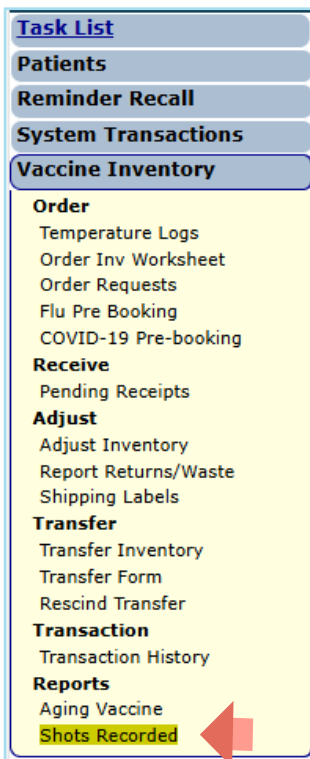 Task List
Patients
Reminder Recall
System Transactions
Vaccine Inventory
Order
Temperature Logs
Order Inv Worksheet
Order Requests
Flu Pre Booking
COVID-19 Pre-booking
Receive
Pending Receipts
Adjust
Adjust Inventory
Report Returns/Waste
Shipping Labels
Transfer
Transfer Inventory
Transfer Form
Rescind Transfer
Transaction
Transaction History
Reports
Aging Vaccine
Shots Recorded